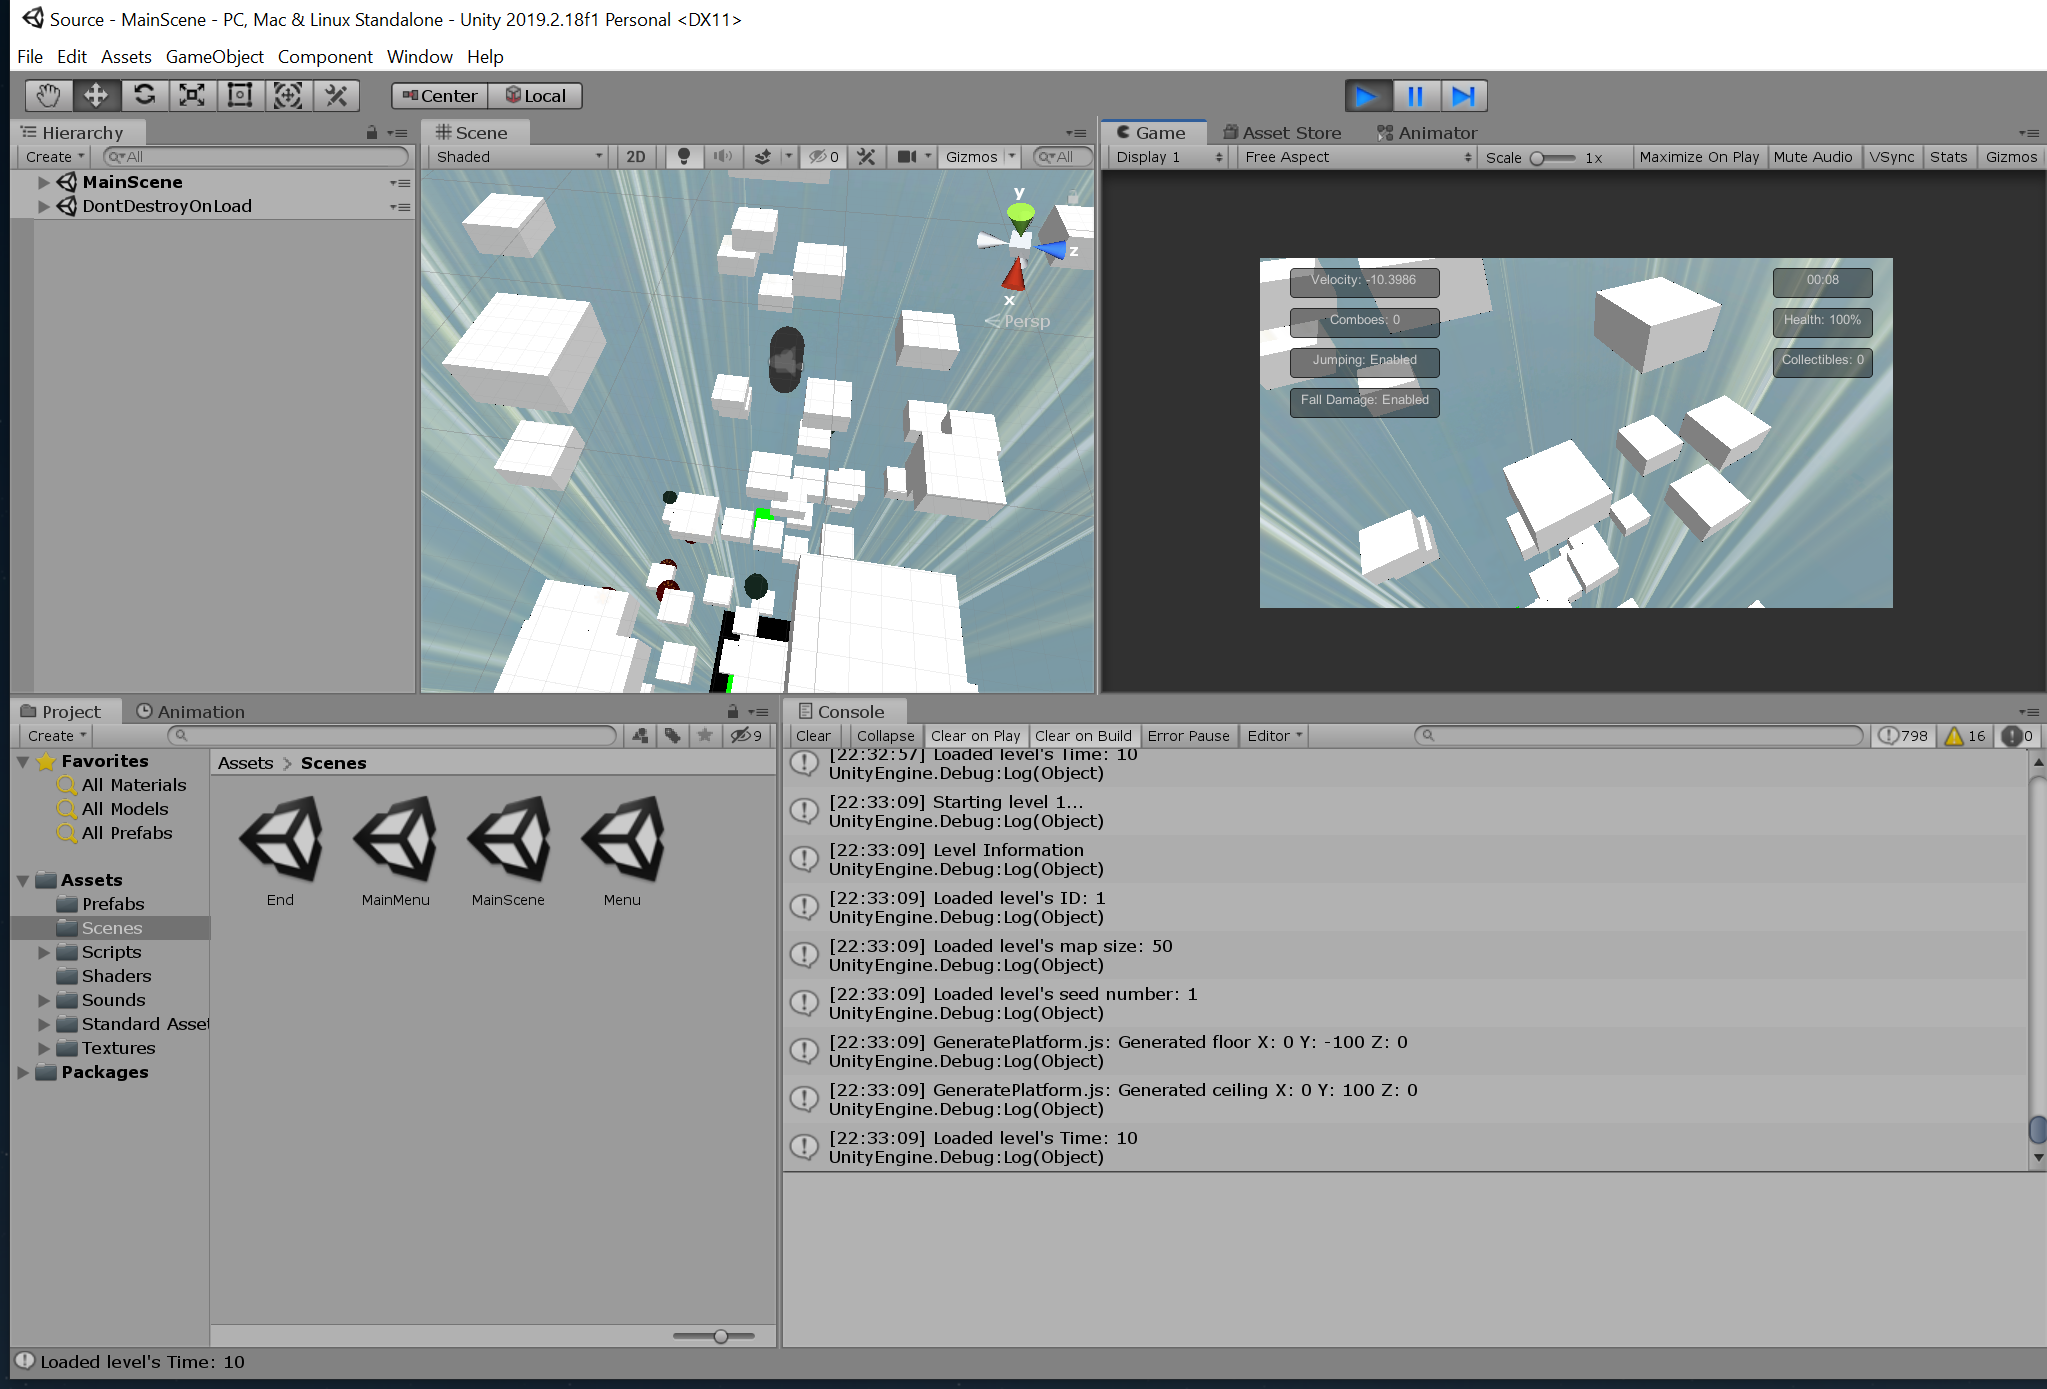 Source - MainScene - PC, Mac & Linux Standalone - Unity 2019.2.18f1 Personal <DX11>
File Edit Assets GameObject Component Window Help
Center Local
Hierarchy
Create All
MainScene
DontDestroyOnLoad
Scene
Shaded 2D 0 Gizmos All
y
z
x
Persp
Game Asset Store Animator
Display 1 Free Aspect Scale 1x Maximize On Play Mute Audio VSync Stats Gizmos
Velocity: -10.3986
Comboes: 0
Jumping: Enabled
Fall Damage: Enabled
00:08
Health: 100%
Collectibles: 0
Project Animation
Create 9
Favorites
All Materials
All Models
All Prefabs
Assets
Prefabs
Scenes
Scripts
Shaders
Sounds
Standard Asset
Textures
Packages
Assets > Scenes
End MainMenu MainScene Menu
Console
Clear Collapse Clear on Play Clear on Build Error Pause Editor 798 16 0
[22:32:57] Loaded level's Time: 10
UnityEngine.Debug:Log(Object)
[22:33:09] Starting level 1...
UnityEngine.Debug:Log(Object)
[22:33:09] Level Information
UnityEngine.Debug:Log(Object)
[22:33:09] Loaded level's ID: 1
UnityEngine.Debug:Log(Object)
[22:33:09] Loaded level's map size: 50
UnityEngine.Debug:Log(Object)
[22:33:09] Loaded level's seed number: 1
UnityEngine.Debug:Log(Object)
[22:33:09] GeneratePlatform.js: Generated floor X: 0 Y: -100 Z: 0
UnityEngine.Debug:Log(Object)
[22:33:09] GeneratePlatform.js: Generated ceiling X: 0 Y: 100 Z: 0
UnityEngine.Debug:Log(Object)
[22:33:09] Loaded level's Time: 10
UnityEngine.Debug:Log(Object)
Loaded level's Time: 10